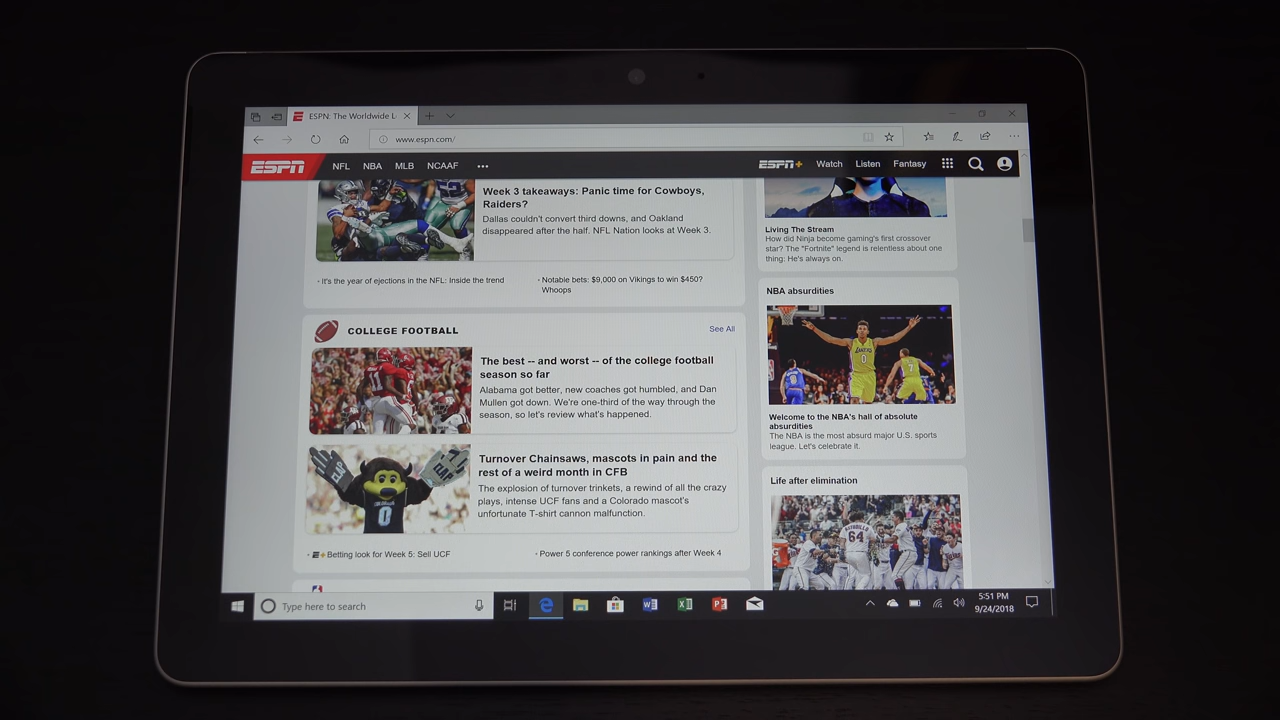 ESPN: The Worldwide L
www.espn.com/
ESPN NFL NBA MLB NCAAF ••• ESPN+ Watch Listen Fantasy
Week 3 takeaways: Panic time for Cowboys,
Raiders?
Dallas couldn't convert third downs, and Oakland
disappeared after the half. NFL Nation looks at Week 3.
It's the year of ejections in the NFL: Inside the trend
Notable bets: $9,000 on Vikings to win $450?
Whoops
COLLEGE FOOTBALL
See All
11
The best -- and worst -- of the college football
season so far
Alabama got better, new coaches got humbled, and Dan
Mullen got down. We're one-third of the way through the
season, so let's review what's happened.
CLAP
CLAP
0
Turnover Chainsaws, mascots in pain and the
rest of a weird month in CFB
The explosion of turnover trinkets, a rewind of all the crazy
plays, intense UCF fans and a Colorado mascot's
unfortunate T-shirt cannon malfunction.
E+ Betting look for Week 5: Sell UCF
Power 5 conference power rankings after Week 4
Living The Stream
How did Ninja become gaming's first crossover
star? The "Fortnite" legend is relentless about one
thing: He's always on.
NBA absurdities
LAKERS
0
7
Welcome to the NBA's hall of absolute
absurdities
The NBA is the most absurd major U.S. sports
league. Let's celebrate it.
Life after elimination
64
Type here to search
5:51 PM
9/24/2018